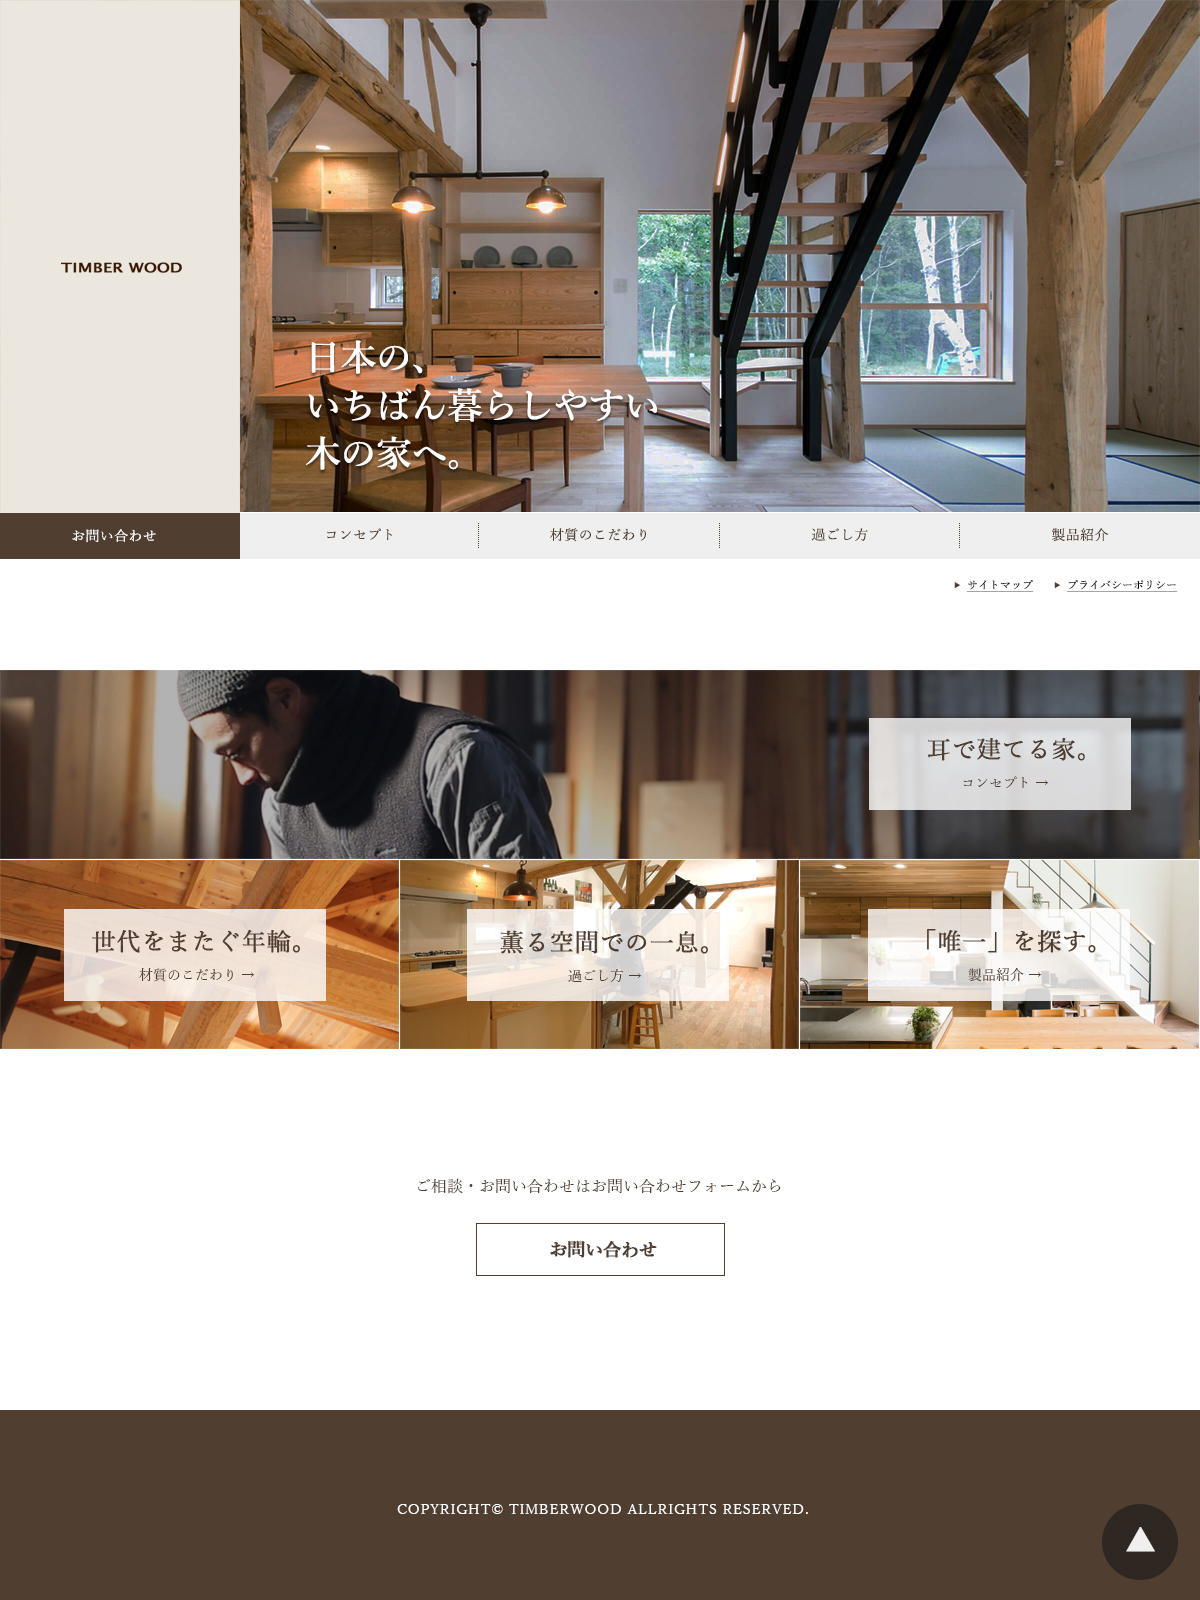 TIMBER WOOD
日本の、
いちばん暮らしやすい
木の家へ。
お問い合わせ
コンセプト
材質のこだわり
過ごし方
製品紹介
サイトマップ
プライバシーポリシー
耳で建てる家。
コンセプト →
世代をまたぐ年輪。
材質のこだわり →
薫る空間での一息。
過ごし方 →
「唯一」を探す。
製品紹介 →
ご相談・お問い合わせはお問い合わせフォームから
お問い合わせ
COPYRIGHT© TIMBERWOOD ALLRIGHTS RESERVED.